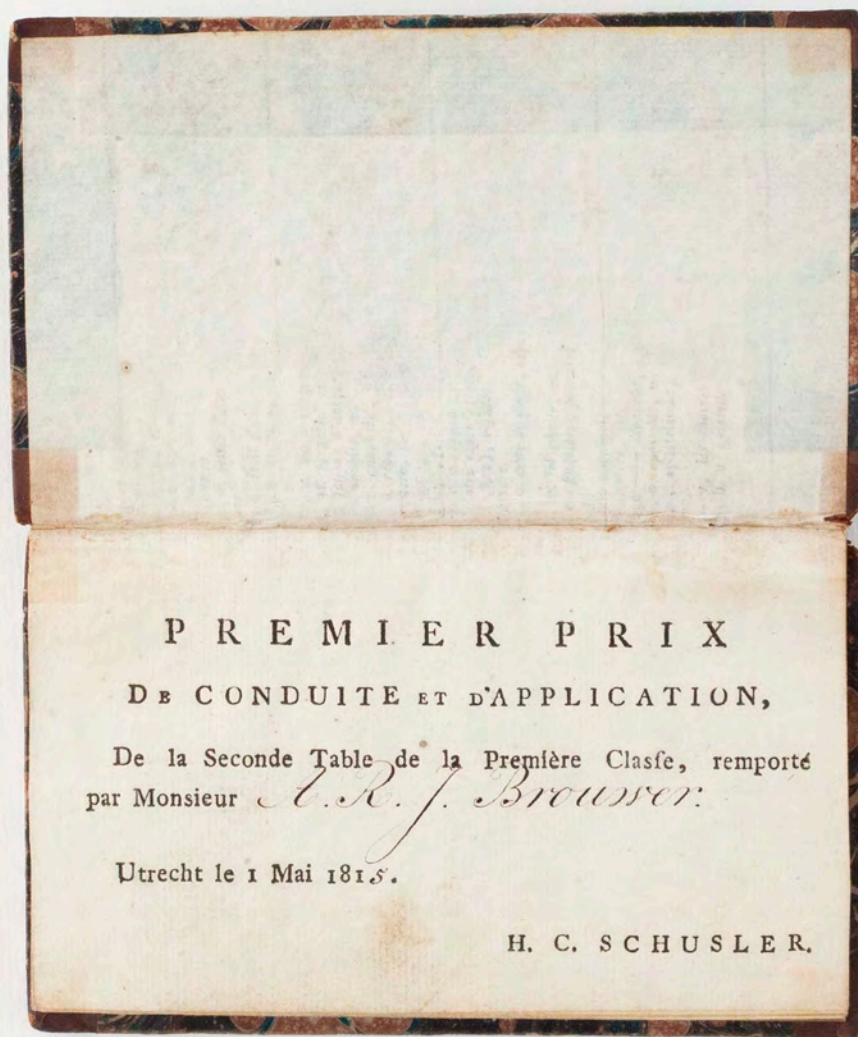 PREMIER PRIX
DE CONDUITE ET D'APPLICATION,
De la Seconde Table de la Première Clasſe, remporté
par Monsieur A. R. J. Brouwer.
Utrecht le 1 Mai 1815.
H. C. SCHUSLER.